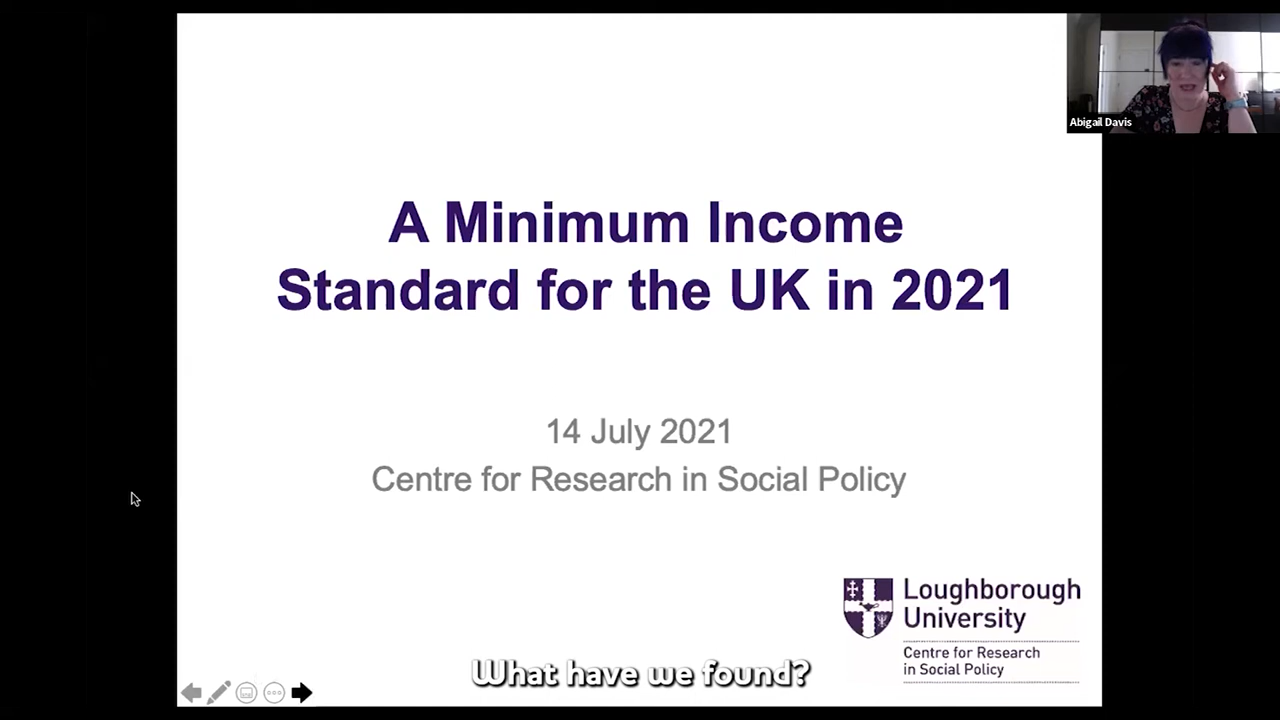 Abigail Davis
A Minimum Income
Standard for the UK in 2021
14 July 2021
Centre for Research in Social Policy
Loughborough
University
Centre for Research
in Social Policy
What have we found?